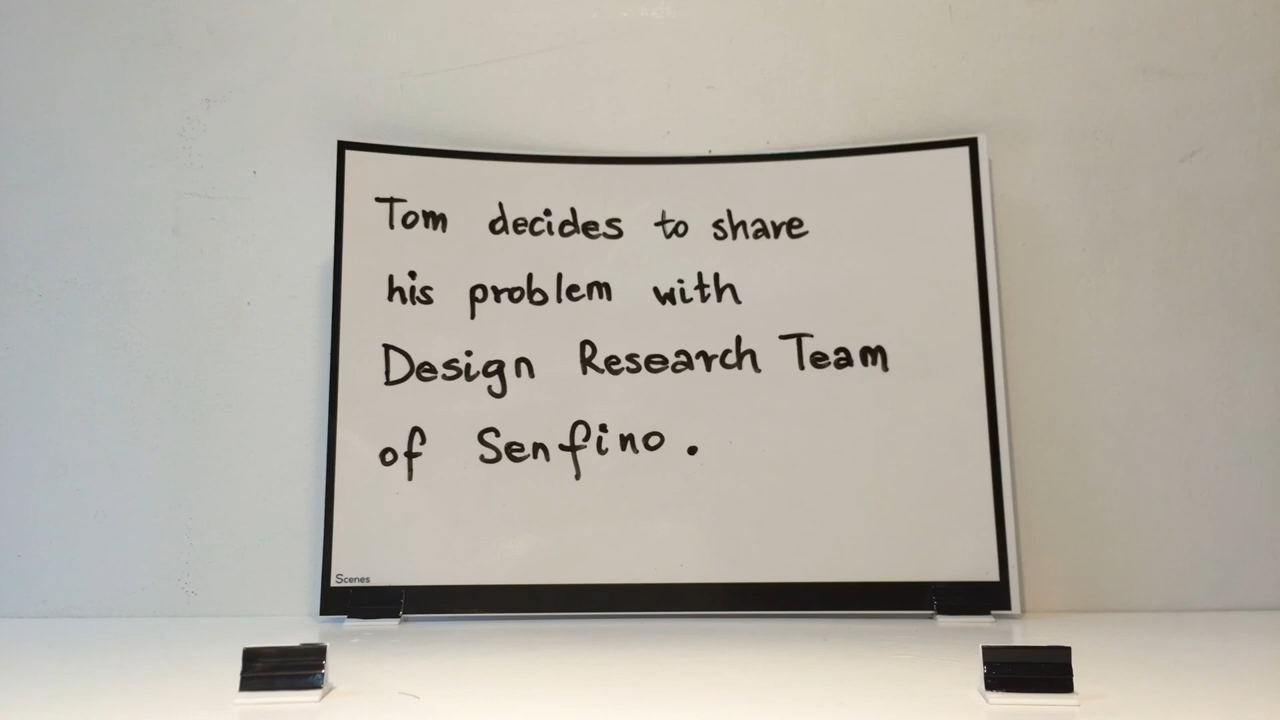 Tom decides to share
his problem with
Design Research Team
of Senfino.
Scenes